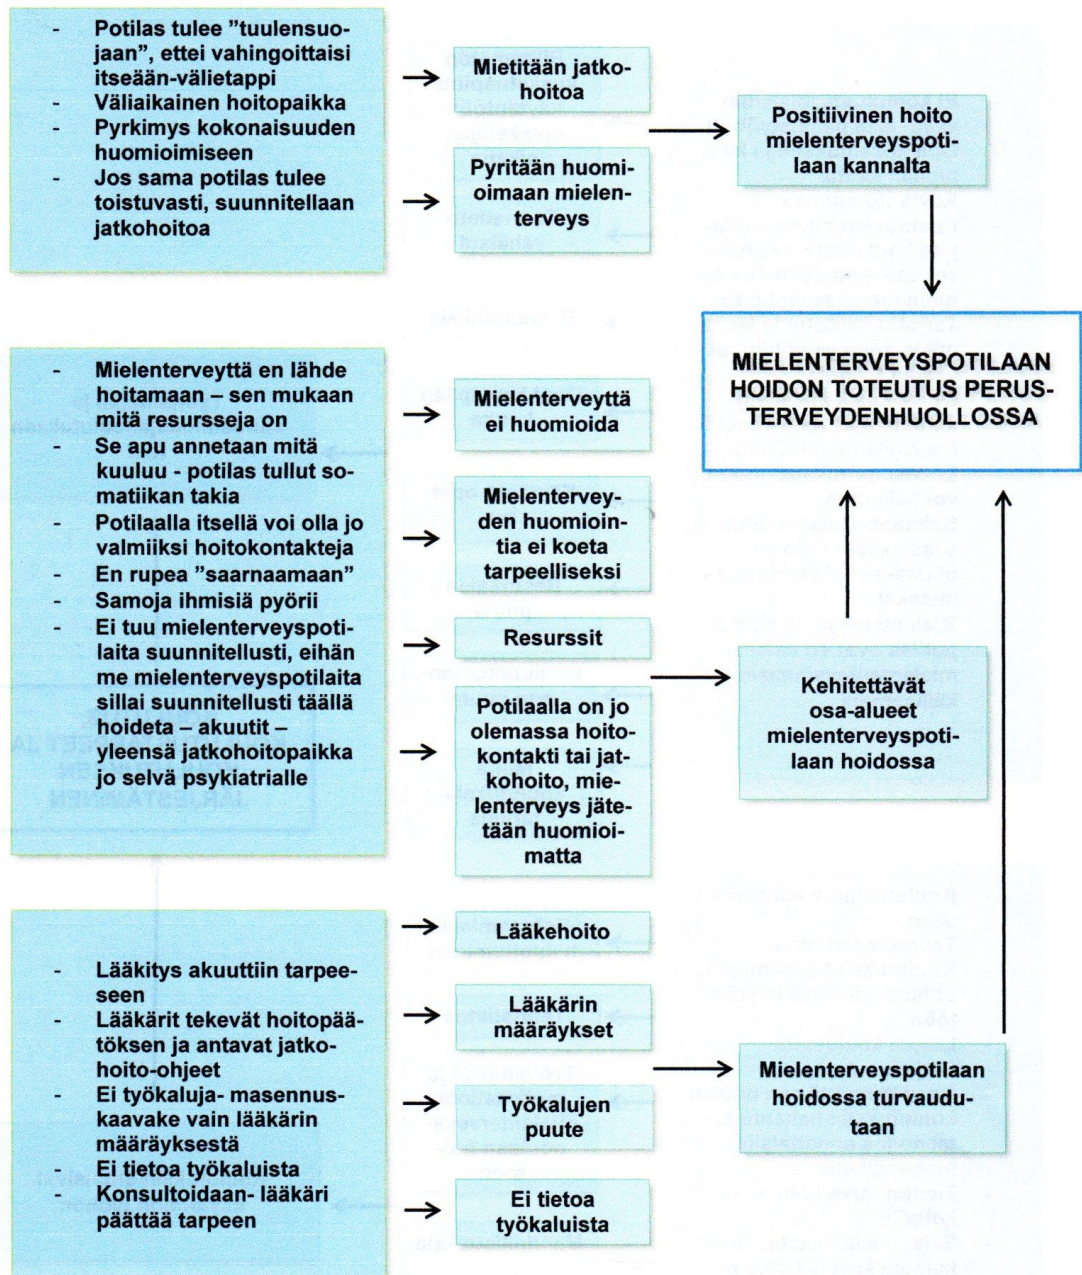 - Potilas tulee ”tuulensuo-
jaan”, ettei vahingoittaisi
itseään-välietappi
- Väliaikainen hoitopaikka
- Pyrkimys kokonaisuuden
huomioimiseen
- Jos sama potilas tulee
toistuvasti, suunnitellaan
jatkohoitoa
Mietitään jatko-
hoitoa
Pyritään huomi-
oimaan mielen-
terveys
Positiivinen hoito
mielenterveyspoti-
laan kannalta
MIELENTERVEYSPOTILAAN
HOIDON TOTEUTUS PERUS-
TERVEYDENHUOLLOSSA
- Mielenterveyttä en lähde
hoitamaan – sen mukaan
mitä resursseja on
- Se apu annetaan mitä
kuuluu - potilas tullut so-
matiikan takia
- Potilaalla itsellä voi olla jo
valmiiksi hoitokontakteja
- En rupea ”saarnaamaan”
- Samoja ihmisiä pyörii
- Ei tuu mielenterveyspoti-
laita suunnitellusti, eihän
me mielenterveyspotilaita
sillai suunnitellusti täällä
hoideta – akuutit –
yleensä jatkohoitopaikka
jo selvä psykiatrialle
Mielenterveyttä
ei huomioida
Mielentervey-
den huomioin-
tia ei koeta
tarpeelliseksi
Resurssit
Potilaalla on jo
olemassa hoito-
kontakti tai jat-
kohoito, mie-
lenterveys jäte-
tään huomioi-
matta
Kehitettävät
osa-alueet
mielenterveyspoti-
laan hoidossa
- Lääkitys akuuttiin tarpee-
seen
- Lääkärit tekevät hoitopää-
töksen ja antavat jatko-
hoito-ohjeet
- Ei työkaluja- masennus-
kaavake vain lääkärin
määräyksestä
- Ei tietoa työkaluista
- Konsultoidaan- lääkäri
päättää tarpeen
Lääkehoito
Lääkärin
määräykset
Työkalujen
puute
Ei tietoa
työkaluista
Mielenterveyspotilaan
hoidossa turvaudu-
taan